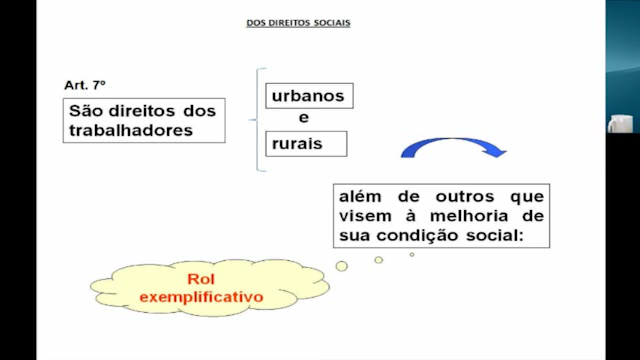 DOS DIREITOS SOCIAIS
Art. 7º
São direitos dos
trabalhadores
urbanos
e
rurais
além de outros que
visem à melhoria de
sua condição social:
Rol
exemplificativo